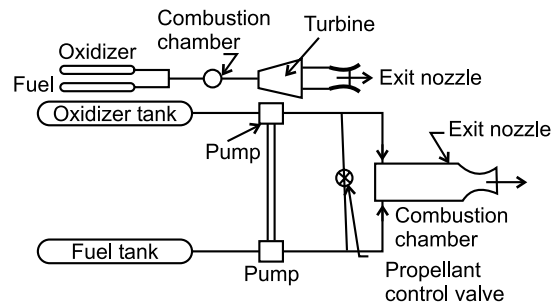 Combustion
chamber
Turbine
Oxidizer
Fuel
Exit nozzle
Oxidizer tank
Pump
Exit nozzle
Combustion
chamber
Fuel tank
Pump
Propellant
control valve